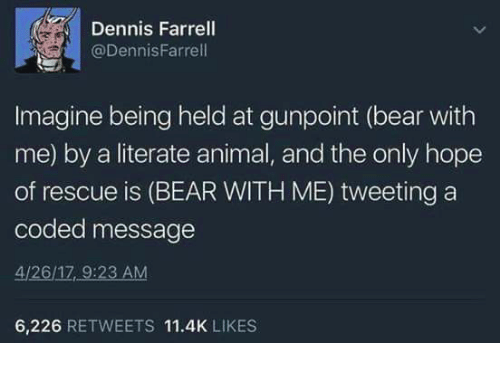 Dennis Farrell
@DennisFarrell
Imagine being held at gunpoint (bear with
me) by a literate animal, and the only hope
of rescue is (BEAR WITH ME) tweeting a
coded message
4/26/17, 9:23 AM
6,226 RETWEETS 11.4K LIKES